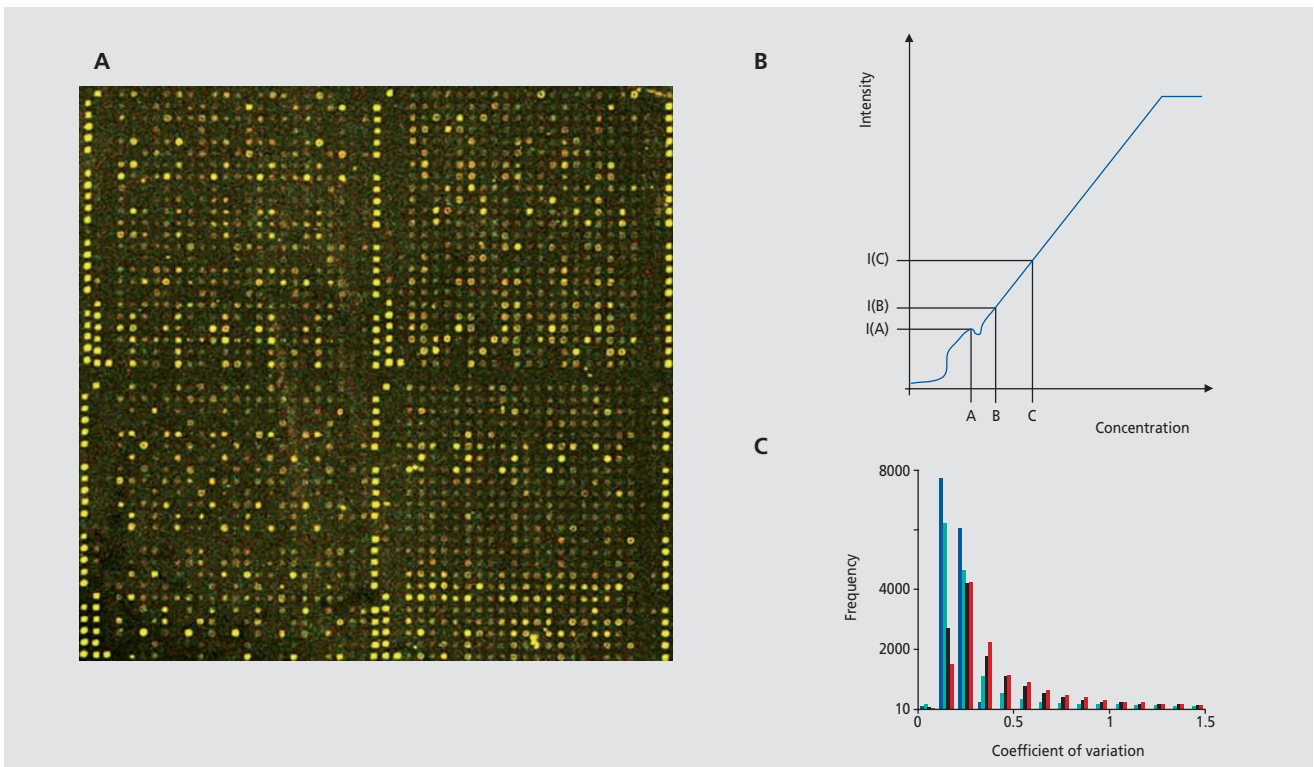 A
B
Intensity
I(C)
I(B)
I(A)
A B C
Concentration
C
8000
4000
2000
10
Frequency
0 0.5 1 1.5
Coefficient of variation